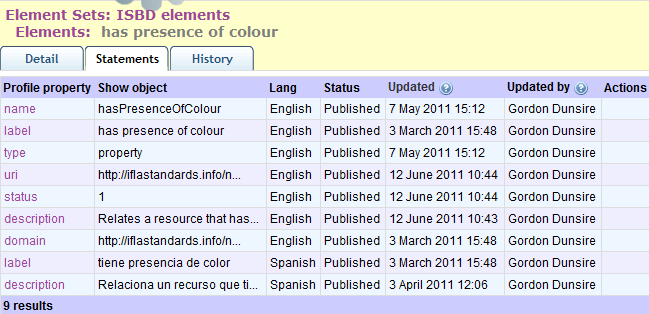 Element Sets: ISBD elements
Elements: has presence of colour
Detail Statements History
Profile property Show object Lang Status Updated Updated by Actions
name hasPresenceOfColour English Published 7 May 2011 15:12 Gordon Dunsire
label has presence of colour English Published 3 March 2011 15:48 Gordon Dunsire
type property English Published 7 May 2011 15:12 Gordon Dunsire
uri http://iflastandards.info/n... English Published 12 June 2011 10:44 Gordon Dunsire
status 1 English Published 12 June 2011 10:44 Gordon Dunsire
description Relates a resource that has... English Published 12 June 2011 10:43 Gordon Dunsire
domain http://iflastandards.info/n... English Published 3 March 2011 15:48 Gordon Dunsire
label tiene presencia de color Spanish Published 3 March 2011 15:48 Gordon Dunsire
description Relaciona un recurso que ti... Spanish Published 3 April 2011 12:06 Gordon Dunsire
9 results